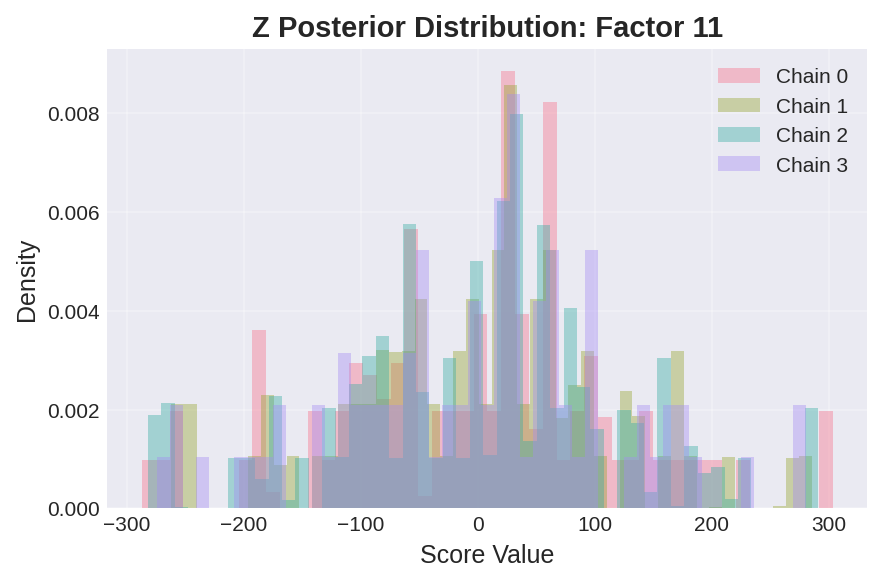 Z Posterior Distribution: Factor 11
Chain 0
Chain 1
Chain 2
Chain 3
Density
0.008
0.006
0.004
0.002
0.000
−300
−200
−100
0
100
200
300
Score Value